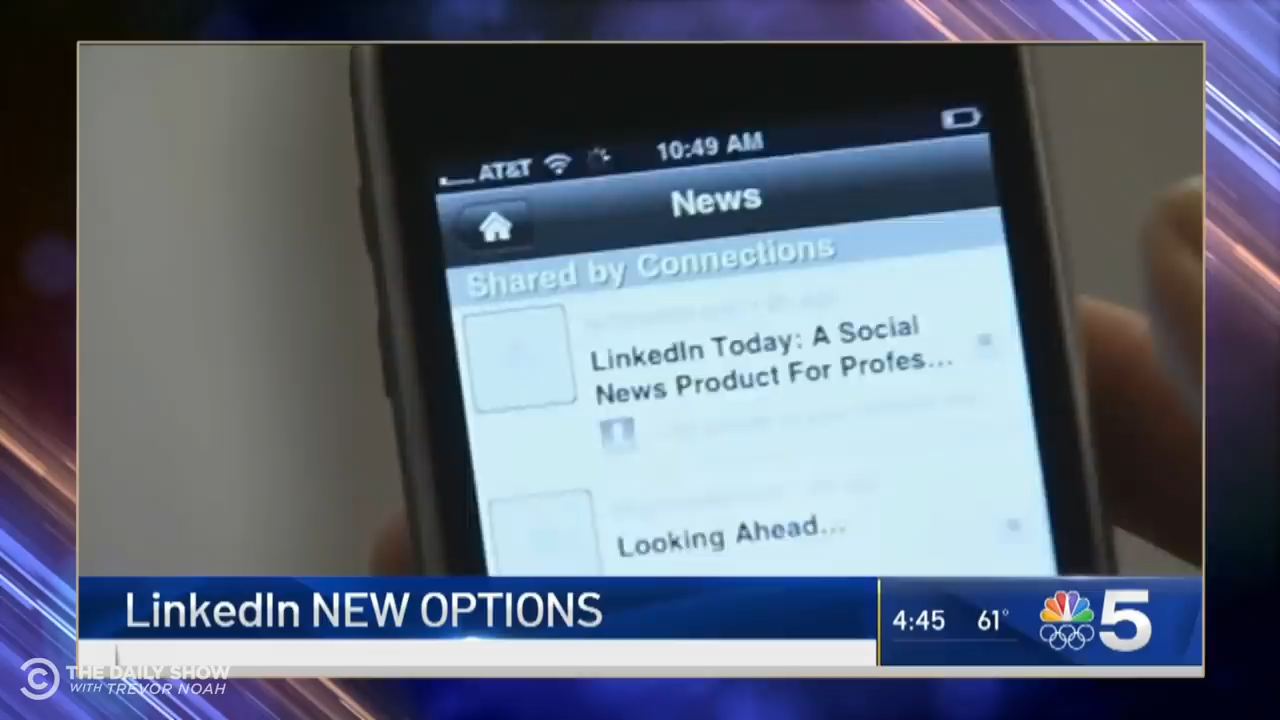 AT&T 10:49 AM
News
Shared by Connections
LinkedIn Today: A Social
News Product For Profes...
Looking Ahead...
LinkedIn NEW OPTIONS
4:45 61° 5
THE DAILY SHOW
WITH TREVOR NOAH